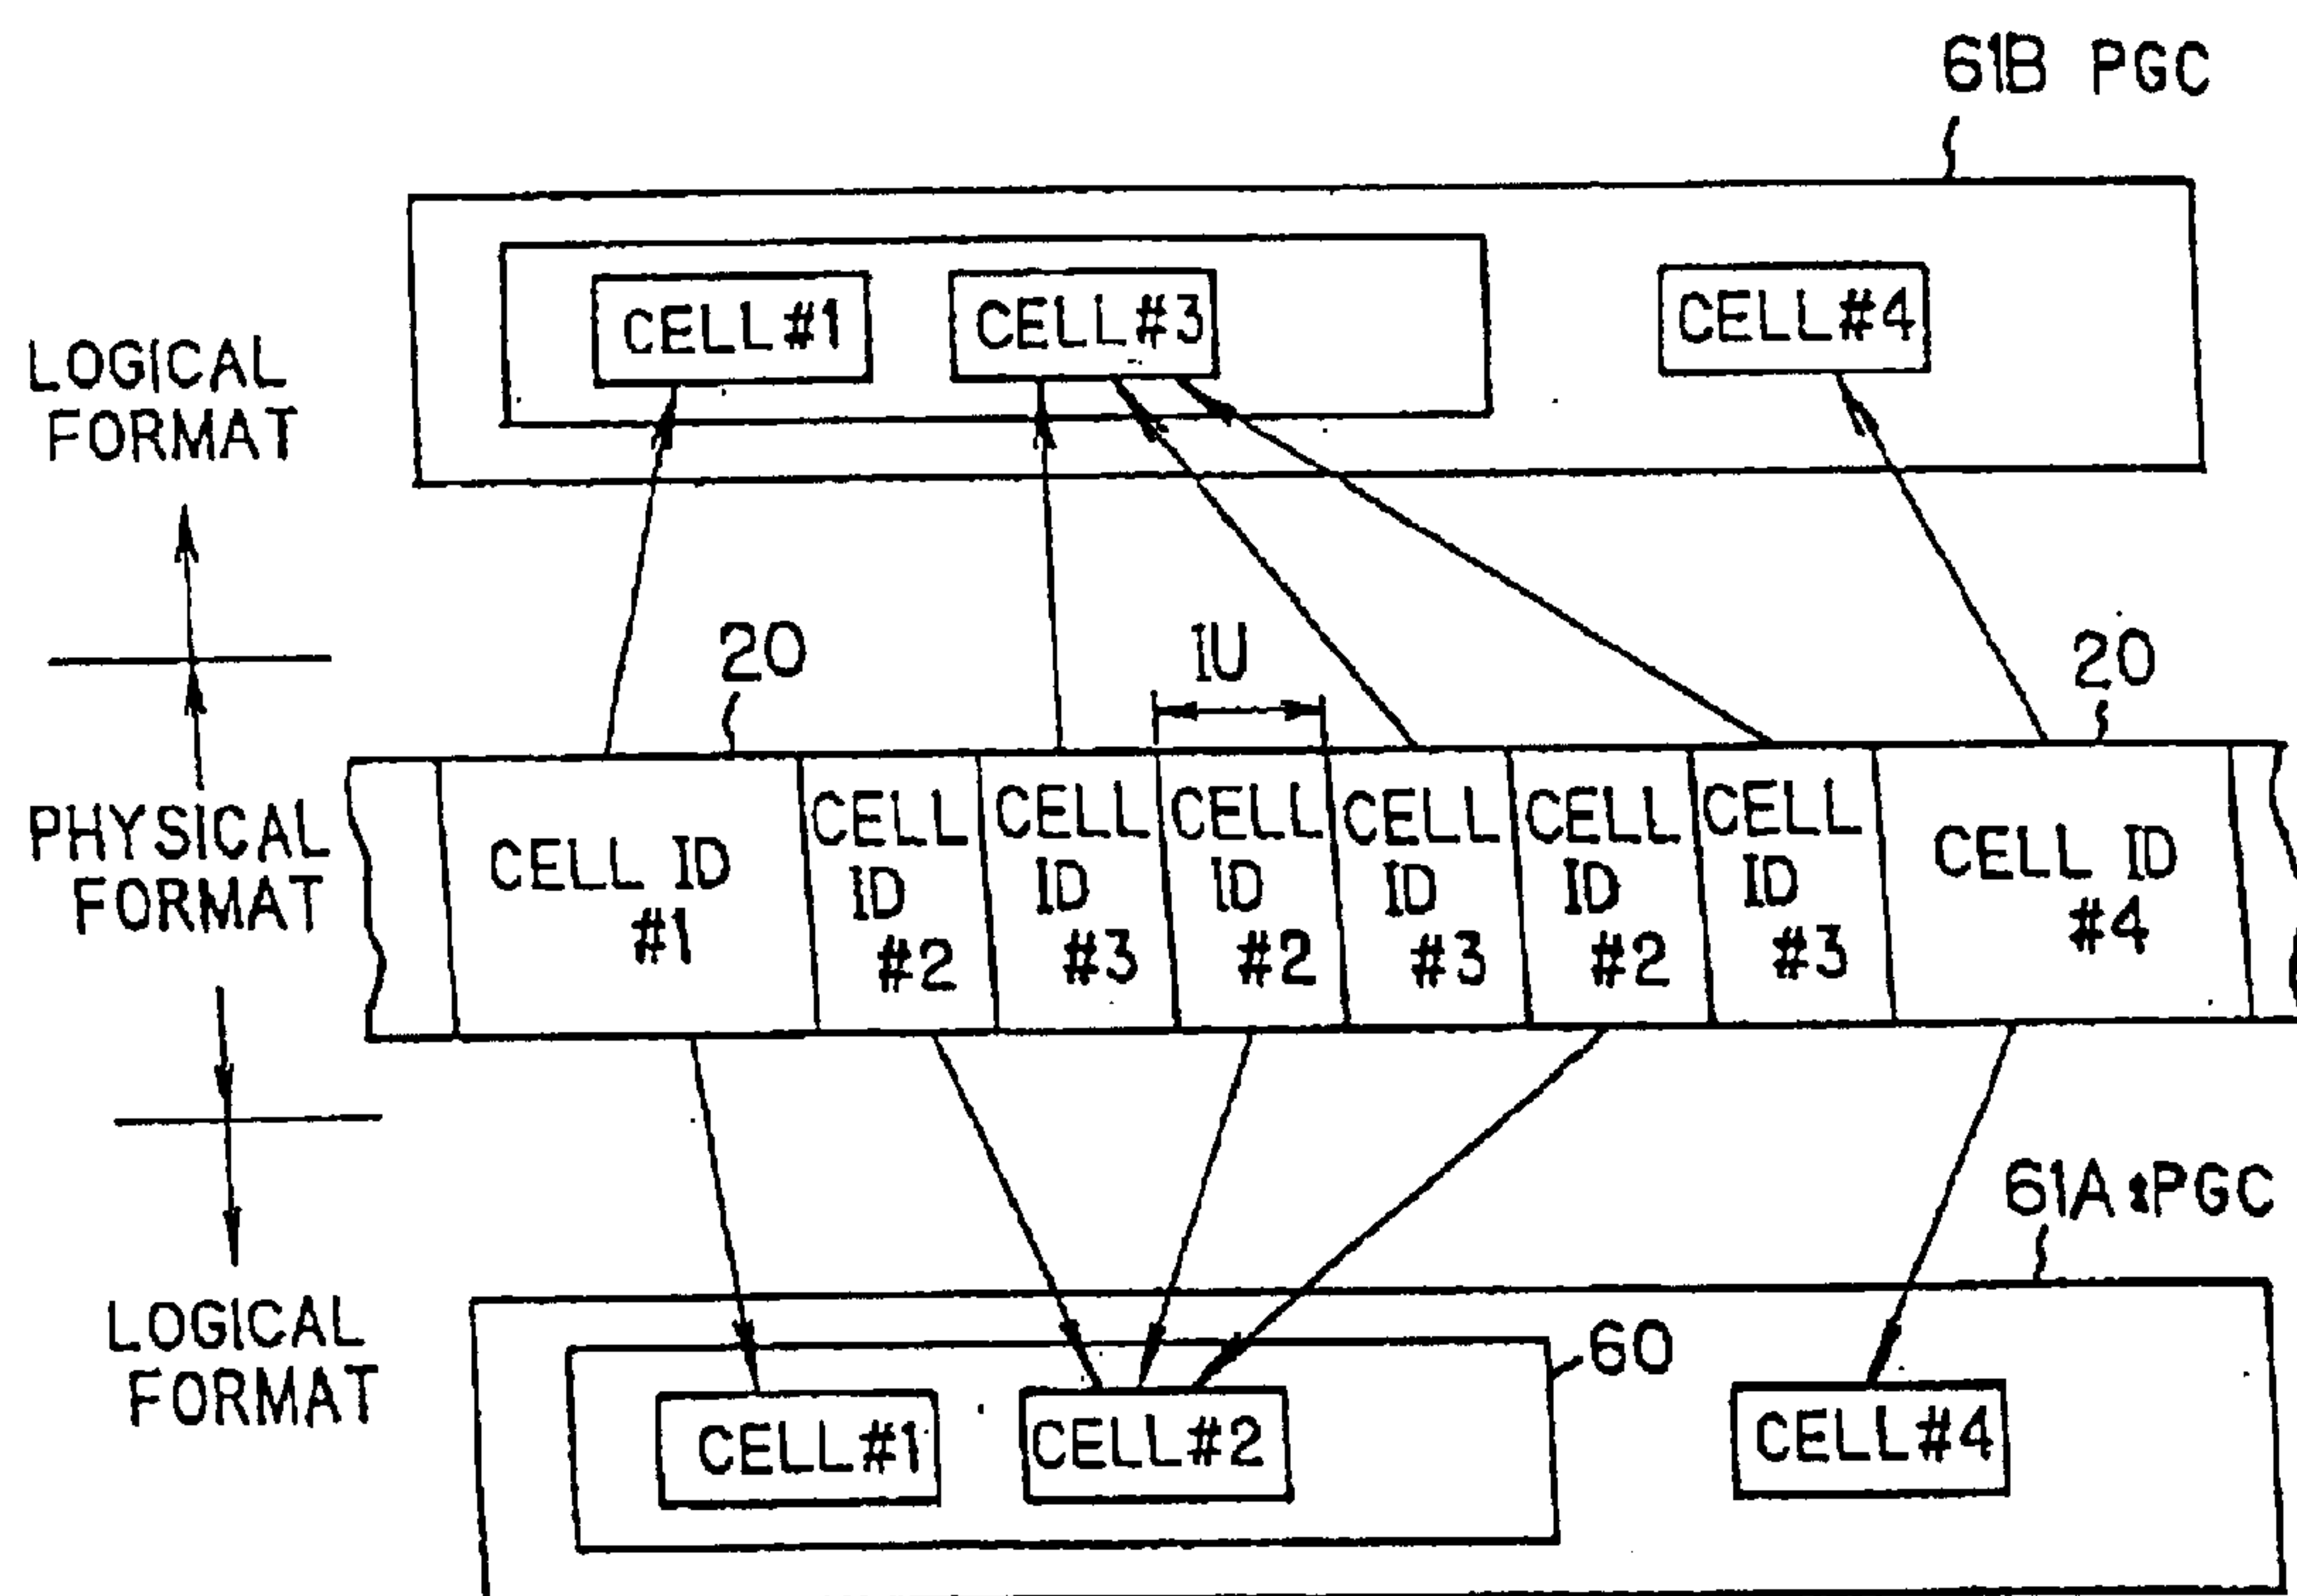 61B PGC
CELL#1
CELL#3
CELL#4
LOGICAL
FORMAT
20
1U
20
PHYSICAL
FORMAT
CELL ID
#1
CELL
ID
#2
CELL
ID
#3
CELL
ID
#2
CELL
ID
#3
CELL
ID
#2
CELL
ID
#3
CELL ID
#4
61A:PGC
LOGICAL
FORMAT
60
CELL#1
CELL#2
CELL#4